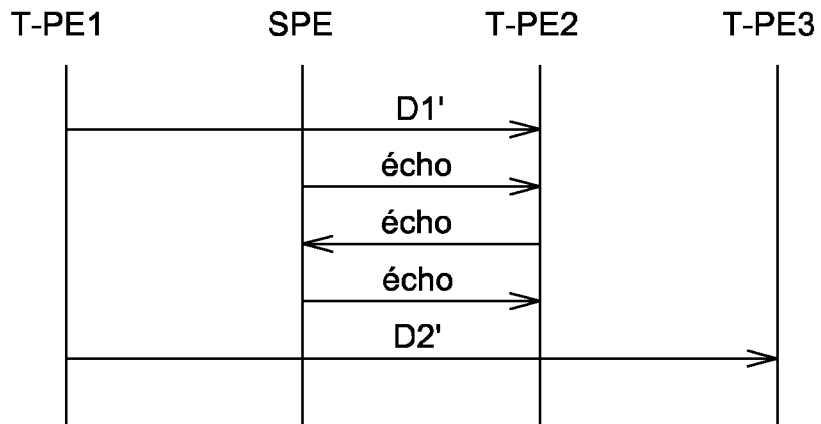 T-PE1 SPE T-PE2 T-PE3
D1'
écho
écho
écho
D2'